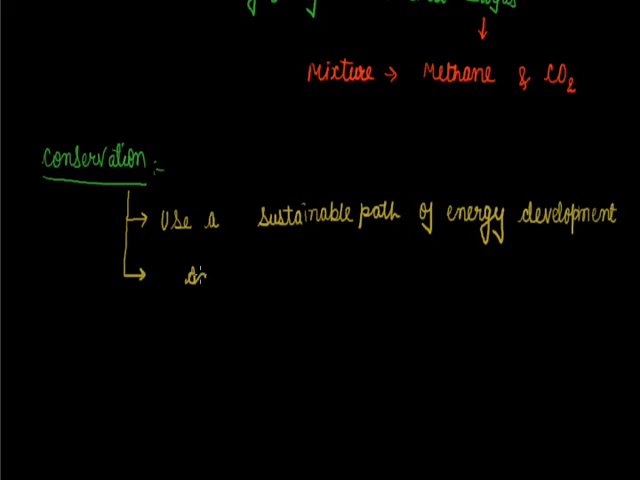 Mixture → Methane & CO2
Conservation :-
→ Use a sustainable path of energy development
→